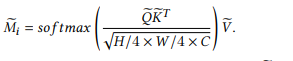 M̃ᵢ = softmax ( Q̃K̃ᵀ / √(H/4 × W/4 × C) ) Ṽ.